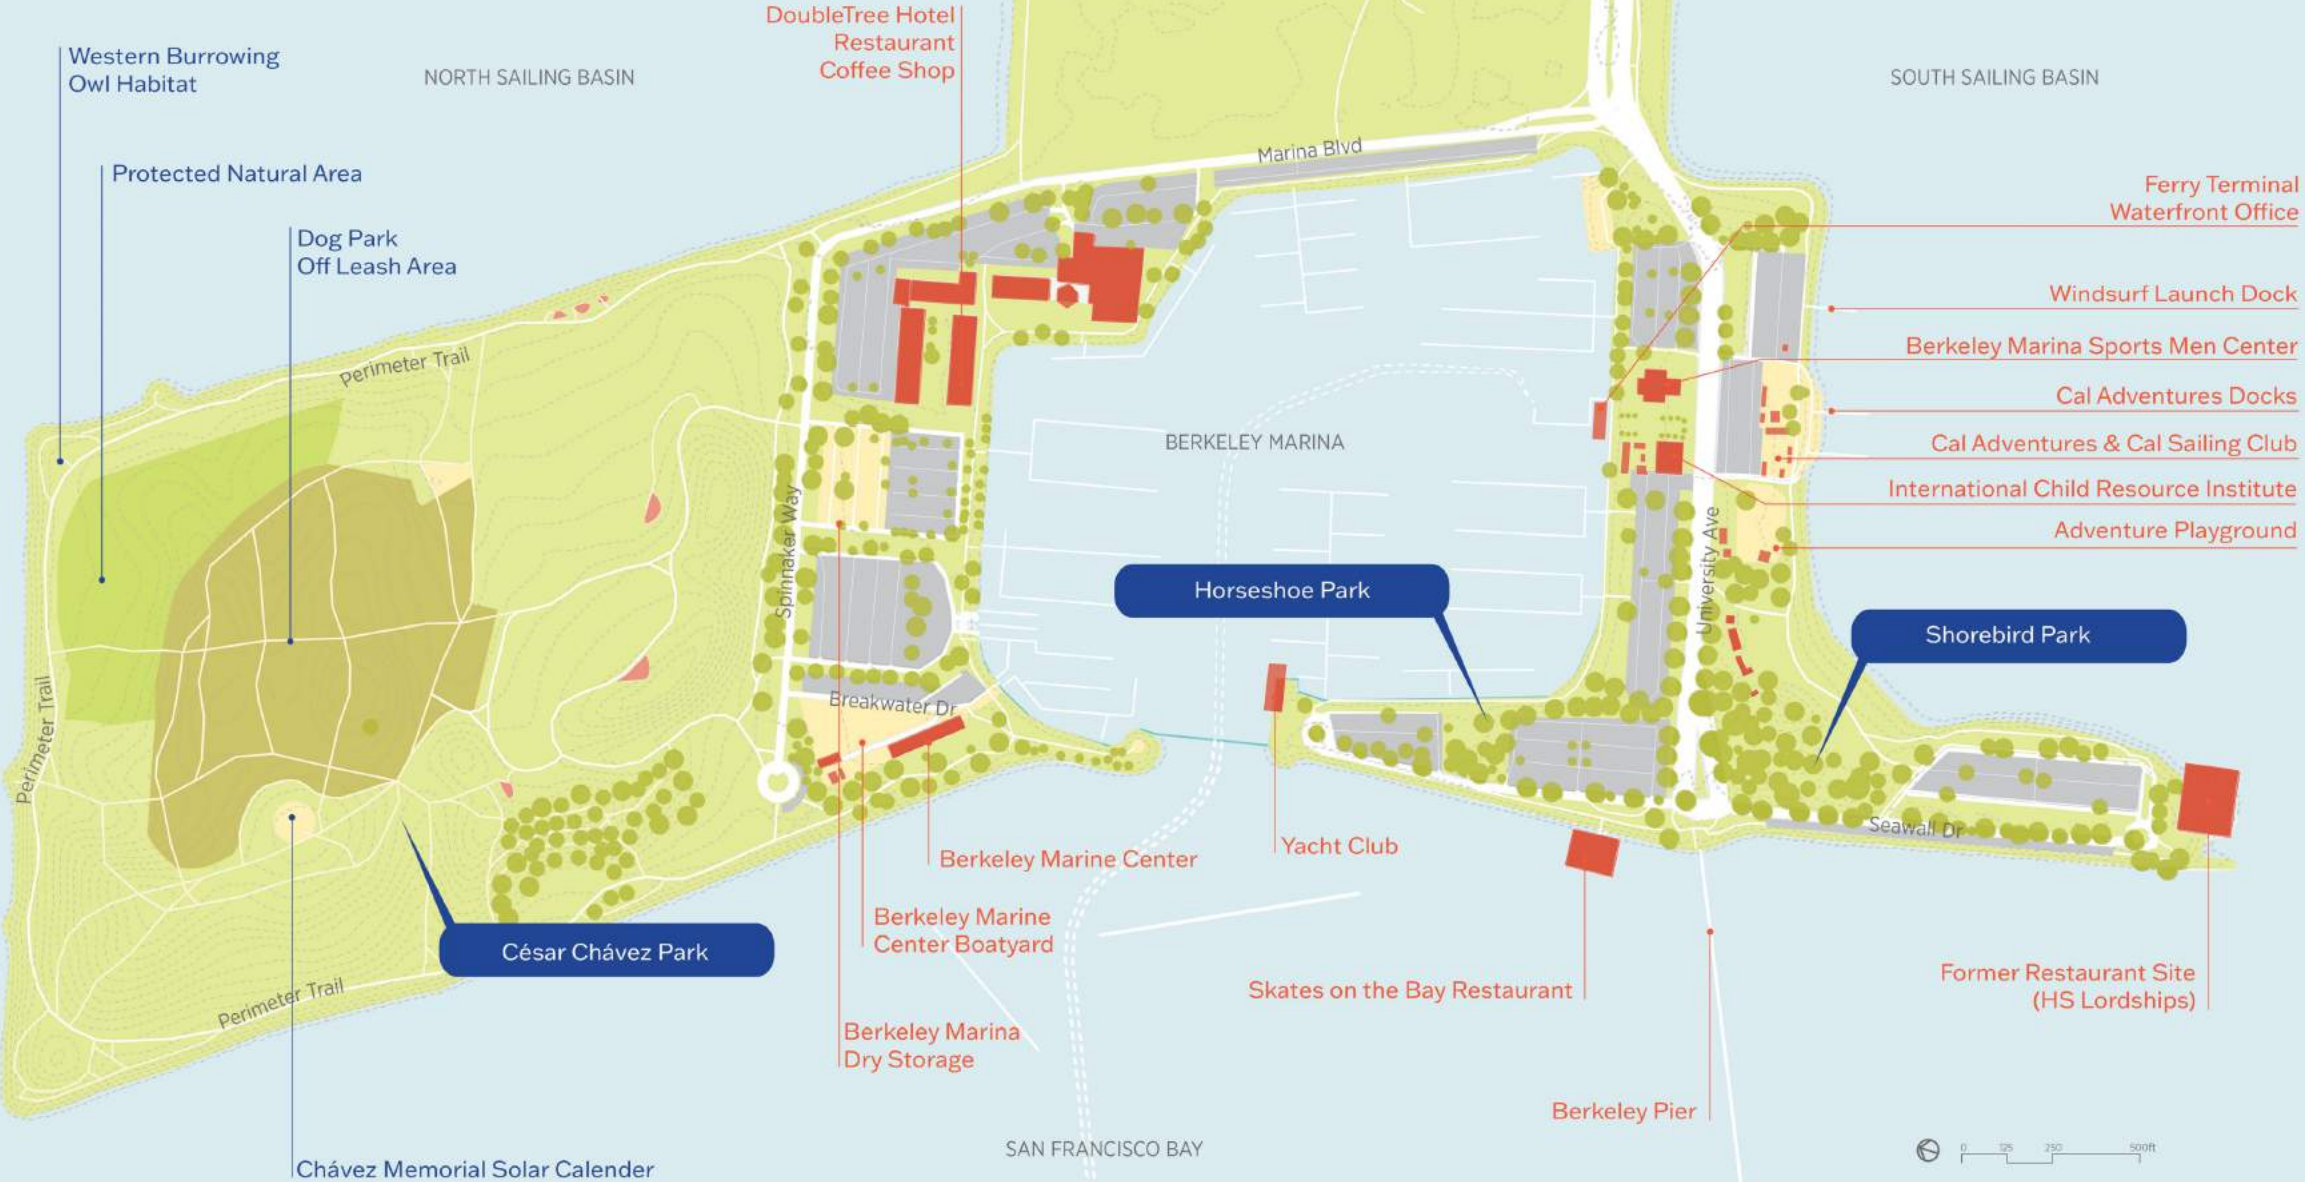 DoubleTree Hotel
Restaurant
Coffee Shop
Western Burrowing
Owl Habitat
NORTH SAILING BASIN
SOUTH SAILING BASIN
Protected Natural Area
Marina Blvd
Ferry Terminal
Waterfront Office
Dog Park
Off Leash Area
Windsurf Launch Dock
Perimeter Trail
Berkeley Marina Sports Men Center
Cal Adventures Docks
BERKELEY MARINA
Cal Adventures & Cal Sailing Club
International Child Resource Institute
Spinnaker Way
University Ave
Adventure Playground
Horseshoe Park
Shorebird Park
Perimeter Trail
Breakwater Dr
Seawall Dr
Yacht Club
Berkeley Marine Center
Berkeley Marine
Center Boatyard
César Chávez Park
Skates on the Bay Restaurant
Former Restaurant Site
(HS Lordships)
Perimeter Trail
Berkeley Marina
Dry Storage
Berkeley Pier
SAN FRANCISCO BAY
0 125 250 500ft
Chávez Memorial Solar Calender